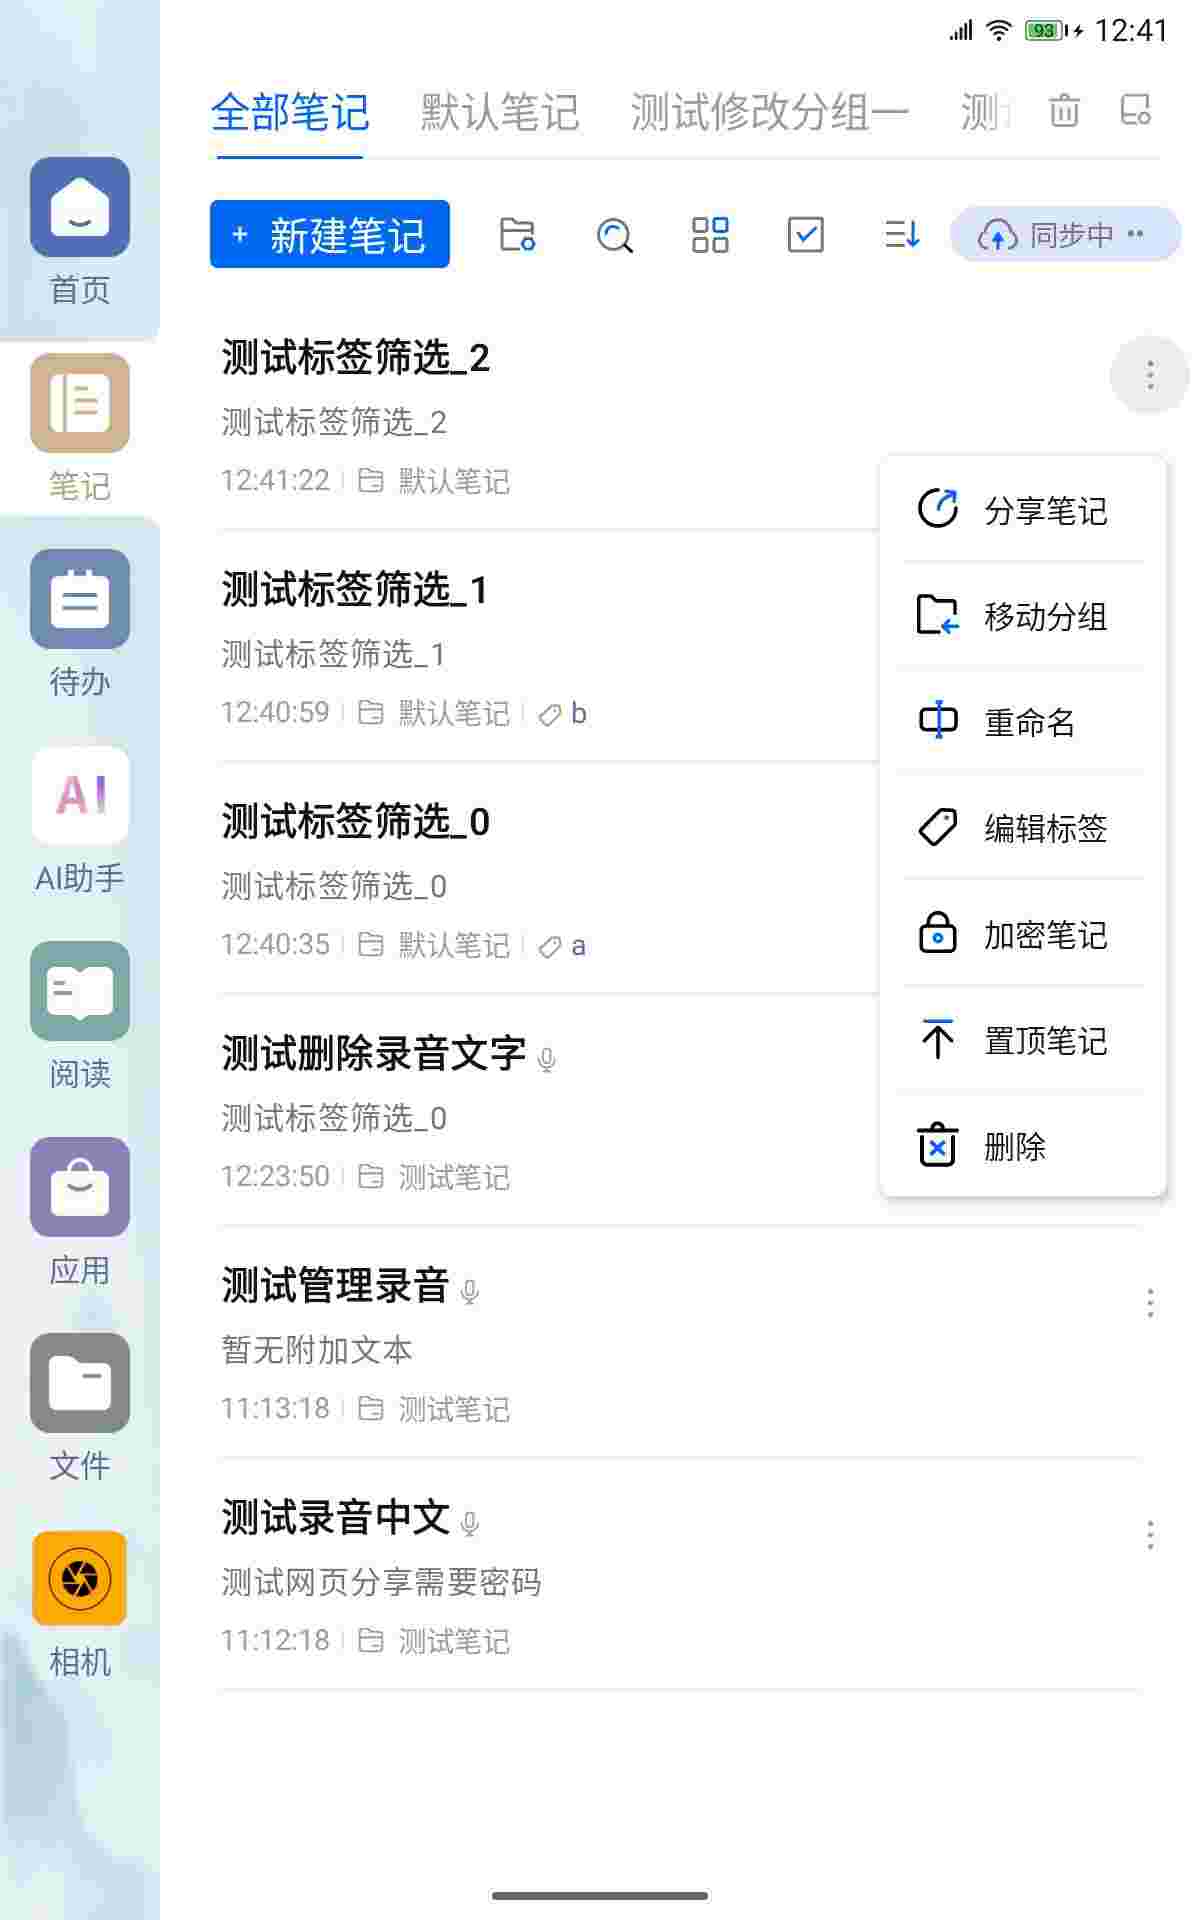 93 12:41
全部笔记 默认笔记 测试修改分组一 测
+ 新建笔记 同步中 ··
首页
笔记
待办
AI
AI助手
阅读
应用
文件
相机
测试标签筛选_2
测试标签筛选_2
12:41:22 默认笔记
测试标签筛选_1
测试标签筛选_1
12:40:59 默认笔记 b
测试标签筛选_0
测试标签筛选_0
12:40:35 默认笔记 a
测试删除录音文字
测试标签筛选_0
12:23:50 测试笔记
测试管理录音
暂无附加文本
11:13:18 测试笔记
测试录音中文
测试网页分享需要密码
11:12:18 测试笔记
分享笔记
移动分组
重命名
编辑标签
加密笔记
置顶笔记
删除